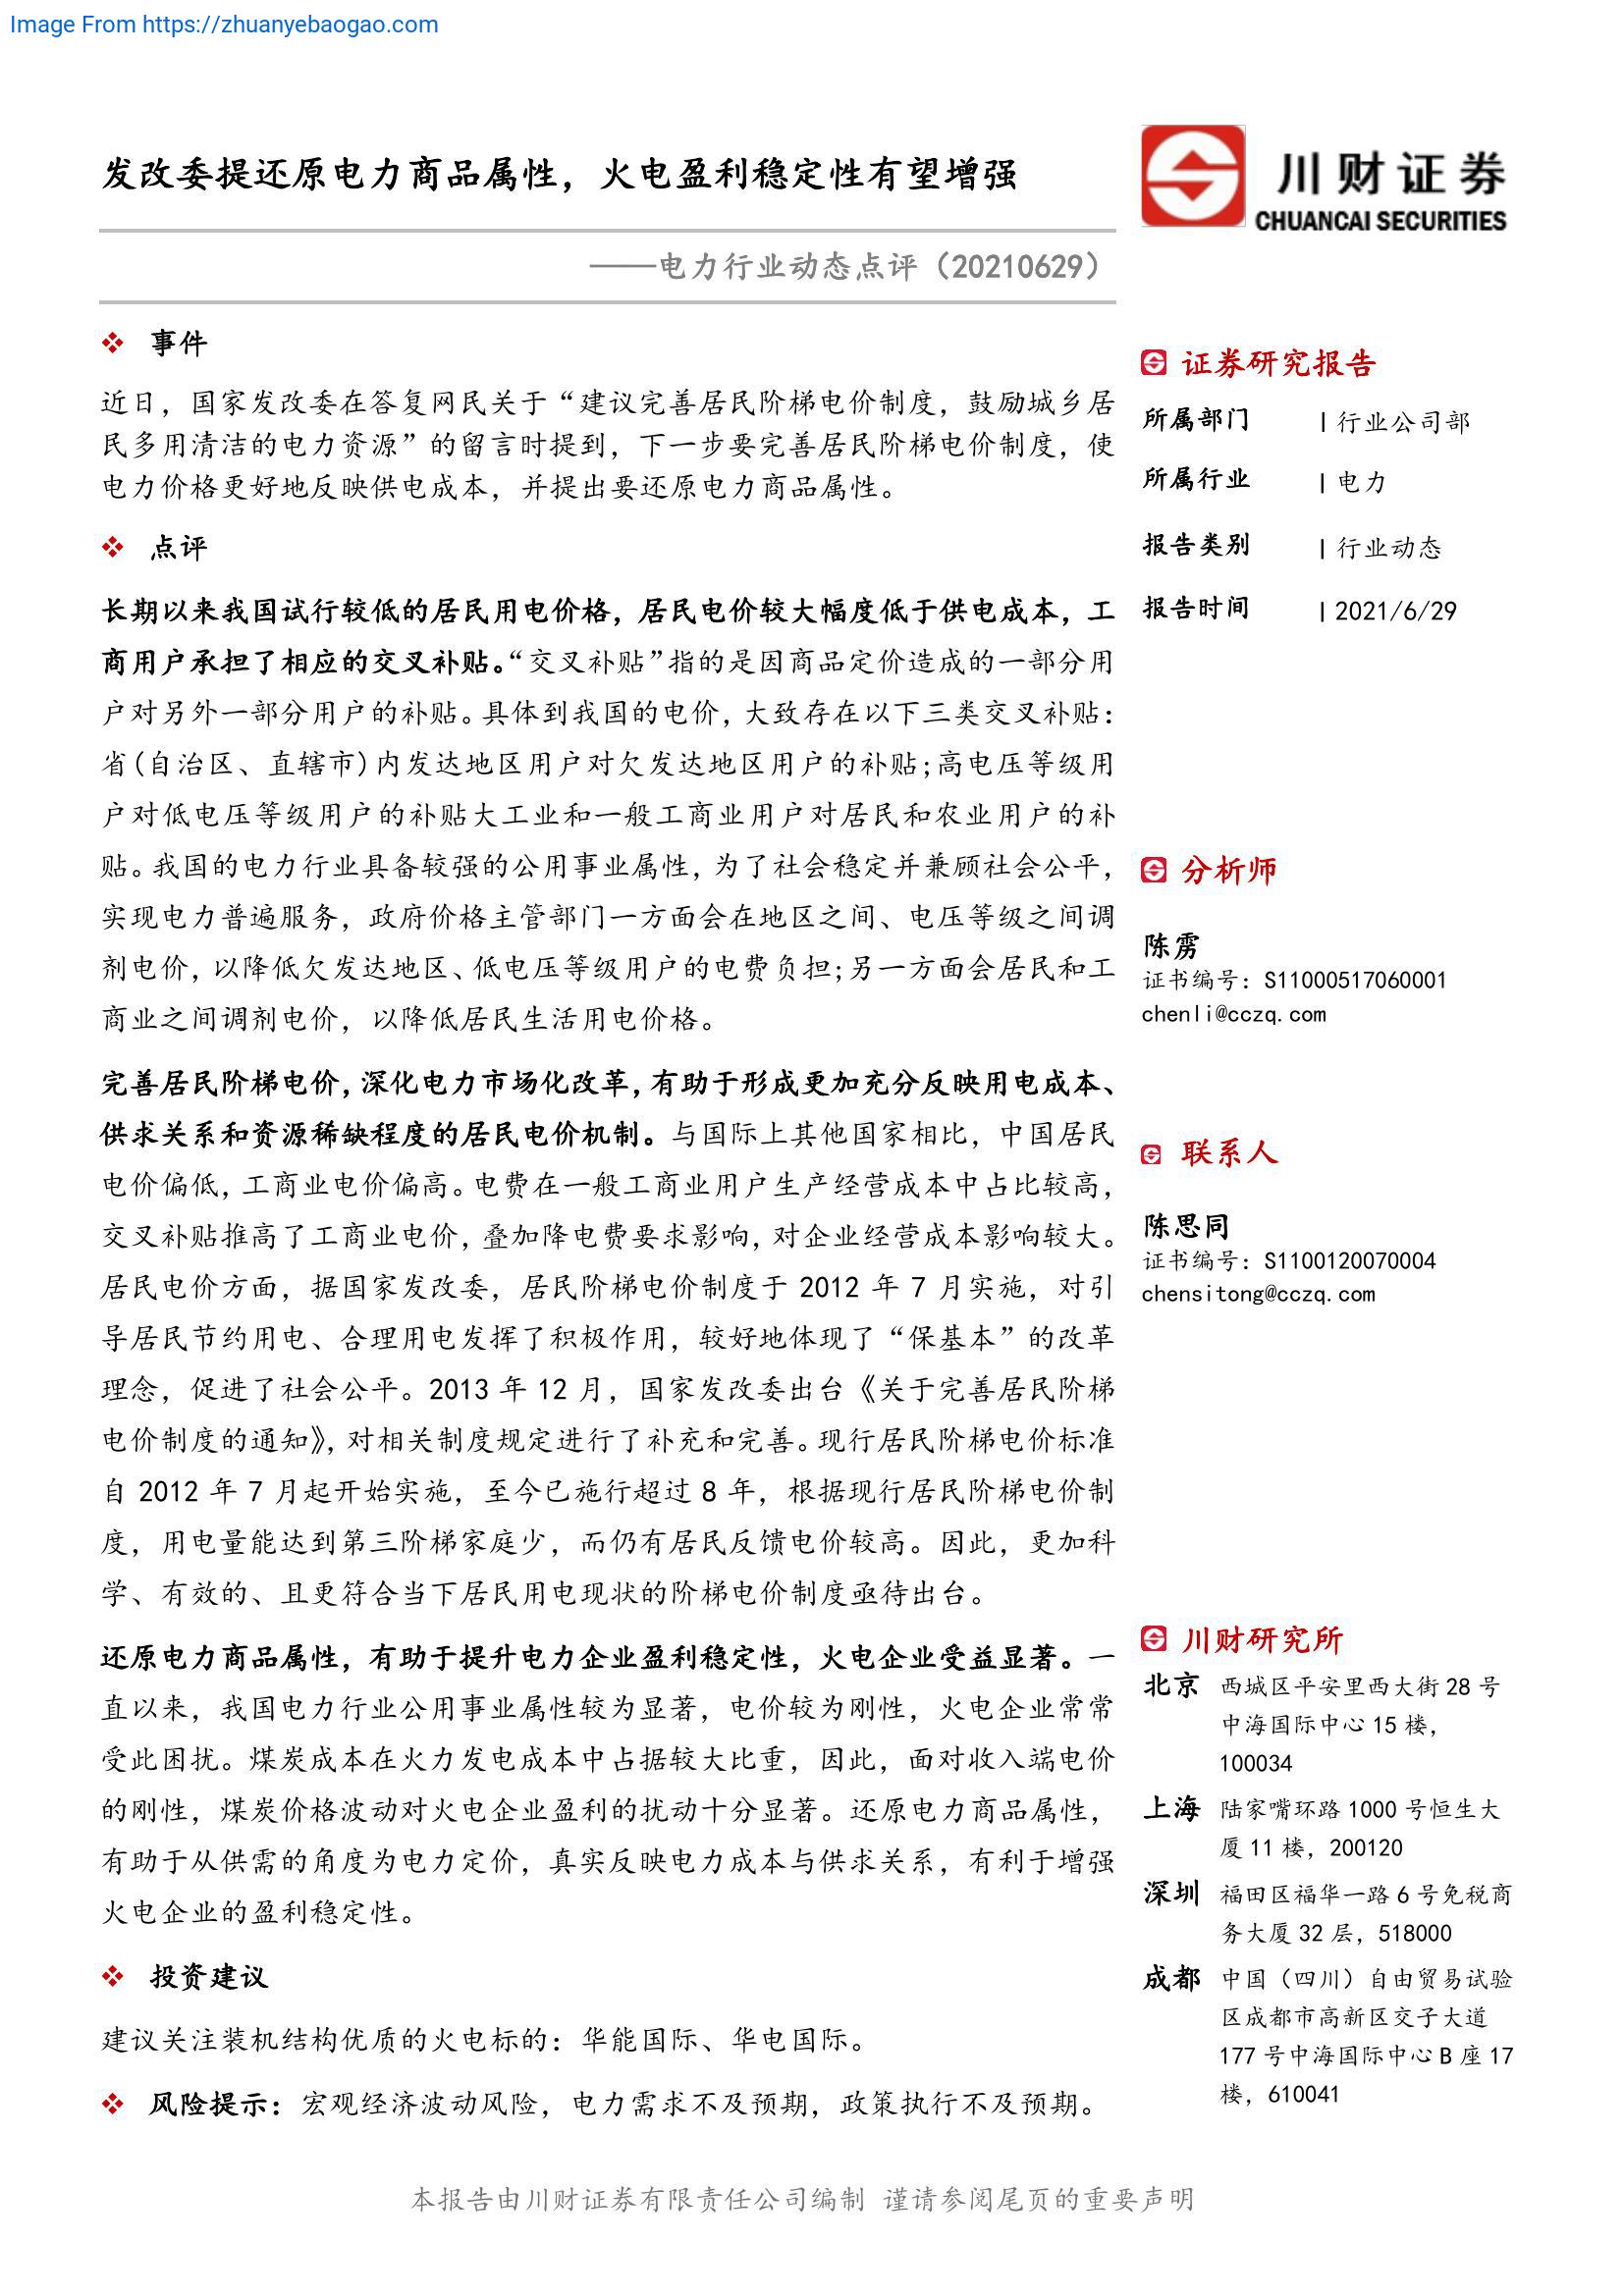 Image From https://zhuanyebaogao.com
发改委提还原电力商品属性，火电盈利稳定性有望增强
——电力行业动态点评（20210629）
川财证券
CHUANCAI SECURITIES
事件
近日，国家发改委在答复网民关于“建议完善居民阶梯电价制度，鼓励城乡居
民多用清洁的电力资源”的留言时提到，下一步要完善居民阶梯电价制度，使
电力价格更好地反映供电成本，并提出要还原电力商品属性。
点评
长期以来我国试行较低的居民用电价格，居民电价较大幅度低于供电成本，工
商用户承担了相应的交叉补贴。“交叉补贴”指的是因商品定价造成的一部分用
户对另外一部分用户的补贴。具体到我国的电价，大致存在以下三类交叉补贴：
省(自治区、直辖市)内发达地区用户对欠发达地区用户的补贴;高电压等级用
户对低电压等级用户的补贴大工业和一般工商业用户对居民和农业用户的补
贴。我国的电力行业具备较强的公用事业属性，为了社会稳定并兼顾社会公平，
实现电力普遍服务，政府价格主管部门一方面会在地区之间、电压等级之间调
剂电价，以降低欠发达地区、低电压等级用户的电费负担;另一方面会居民和工
商业之间调剂电价，以降低居民生活用电价格。
完善居民阶梯电价，深化电力市场化改革，有助于形成更加充分反映用电成本、
供求关系和资源稀缺程度的居民电价机制。与国际上其他国家相比，中国居民
电价偏低，工商业电价偏高。电费在一般工商业用户生产经营成本中占比较高，
交叉补贴推高了工商业电价，叠加降电费要求影响，对企业经营成本影响较大。
居民电价方面，据国家发改委，居民阶梯电价制度于 2012 年 7 月实施，对引
导居民节约用电、合理用电发挥了积极作用，较好地体现了“保基本”的改革
理念，促进了社会公平。2013 年 12 月，国家发改委出台《关于完善居民阶梯
电价制度的通知》，对相关制度规定进行了补充和完善。现行居民阶梯电价标准
自 2012 年 7 月起开始实施，至今已施行超过 8 年，根据现行居民阶梯电价制
度，用电量能达到第三阶梯家庭少，而仍有居民反馈电价较高。因此，更加科
学、有效的、且更符合当下居民用电现状的阶梯电价制度亟待出台。
还原电力商品属性，有助于提升电力企业盈利稳定性，火电企业受益显著。一
直以来，我国电力行业公用事业属性较为显著，电价较为刚性，火电企业常常
受此困扰。煤炭成本在火力发电成本中占据较大比重，因此，面对收入端电价
的刚性，煤炭价格波动对火电企业盈利的扰动十分显著。还原电力商品属性，
有助于从供需的角度为电力定价，真实反映电力成本与供求关系，有利于增强
火电企业的盈利稳定性。
投资建议
建议关注装机结构优质的火电标的：华能国际、华电国际。
风险提示：宏观经济波动风险，电力需求不及预期，政策执行不及预期。
证券研究报告
所属部门 | 行业公司部
所属行业 | 电力
报告类别 | 行业动态
报告时间 | 2021/6/29
分析师
陈雳
证书编号：S11000517060001
chenli@cczq.com
联系人
陈思同
证书编号：S1100120070004
chensitong@cczq.com
川财研究所
北京 西城区平安里西大街 28 号
中海国际中心 15 楼，
100034
上海 陆家嘴环路 1000 号恒生大
厦 11 楼，200120
深圳 福田区福华一路 6 号免税商
务大厦 32 层，518000
成都 中国（四川）自由贸易试验
区成都市高新区交子大道
177 号中海国际中心 B 座 17
楼，610041
本报告由川财证券有限责任公司编制 谨请参阅尾页的重要声明